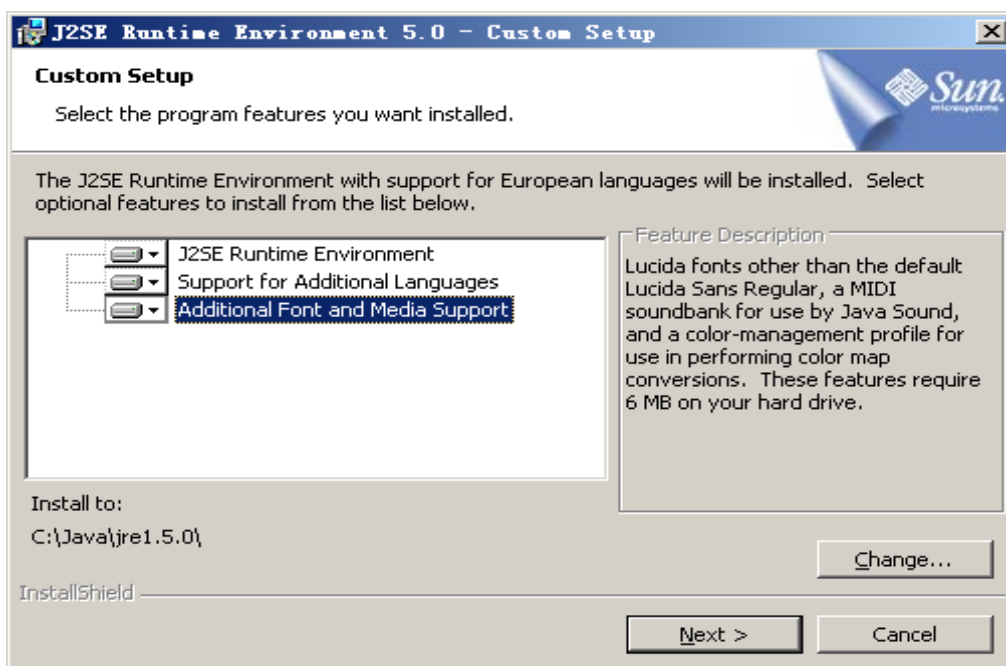 J2SE Runtime Environment 5.0 - Custom Setup
Custom Setup
Select the program features you want installed.
Sun
microsystems
The J2SE Runtime Environment with support for European languages will be installed. Select
optional features to install from the list below.
J2SE Runtime Environment
Support for Additional Languages
Additional Font and Media Support
Feature Description
Lucida fonts other than the default
Lucida Sans Regular, a MIDI
soundbank for use by Java Sound,
and a color-management profile for
use in performing color map
conversions. These features require
6 MB on your hard drive.
Install to:
C:\Java\jre1.5.0\
Change...
InstallShield
Next >
Cancel